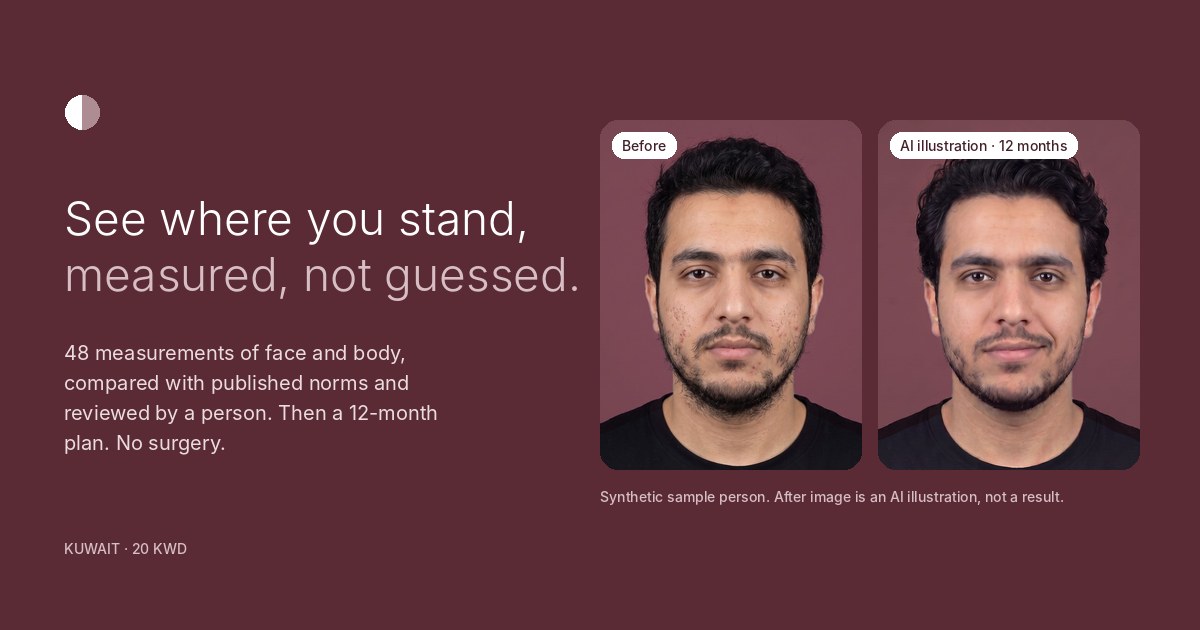 See where you stand,
measured, not guessed.
48 measurements of face and body,
compared with published norms and
reviewed by a person. Then a 12-month
plan. No surgery.
KUWAIT · 20 KWD
Before
AI illustration · 12 months
Synthetic sample person. After image is an AI illustration, not a result.